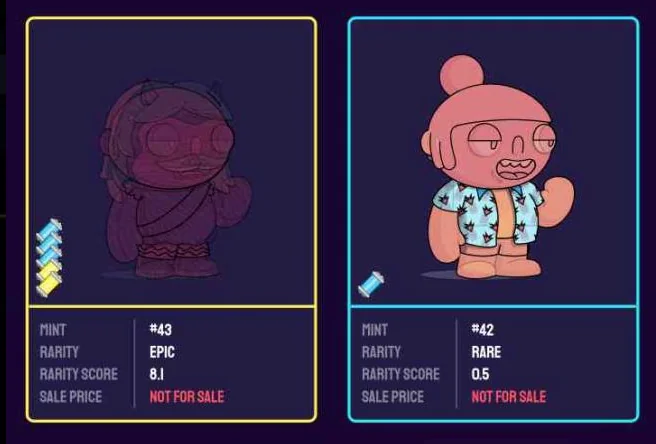 MINT #43
RARITY EPIC
RARITY SCORE 8.1
SALE PRICE NOT FOR SALE
MINT #42
RARITY RARE
RARITY SCORE 0.5
SALE PRICE NOT FOR SALE